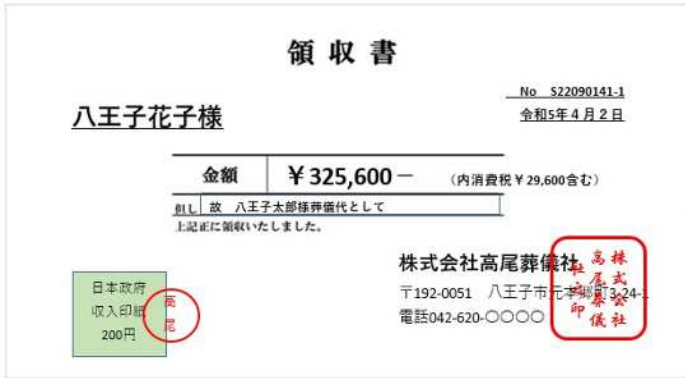 領収書
No S22090141-1
八王子花子様
令和5年4月2日
金額 ¥325,600－ （内消費税¥29,600含む）
但し 故 八王子太郎様葬儀代として
上記正に領収いたしました。
株式会社高尾葬儀社
〒192-0051 八王子市元本郷町3-24-1
電話042-620-〇〇〇〇
株式会社
高尾葬儀
社之印
日本政府
収入印紙
200円
高尾